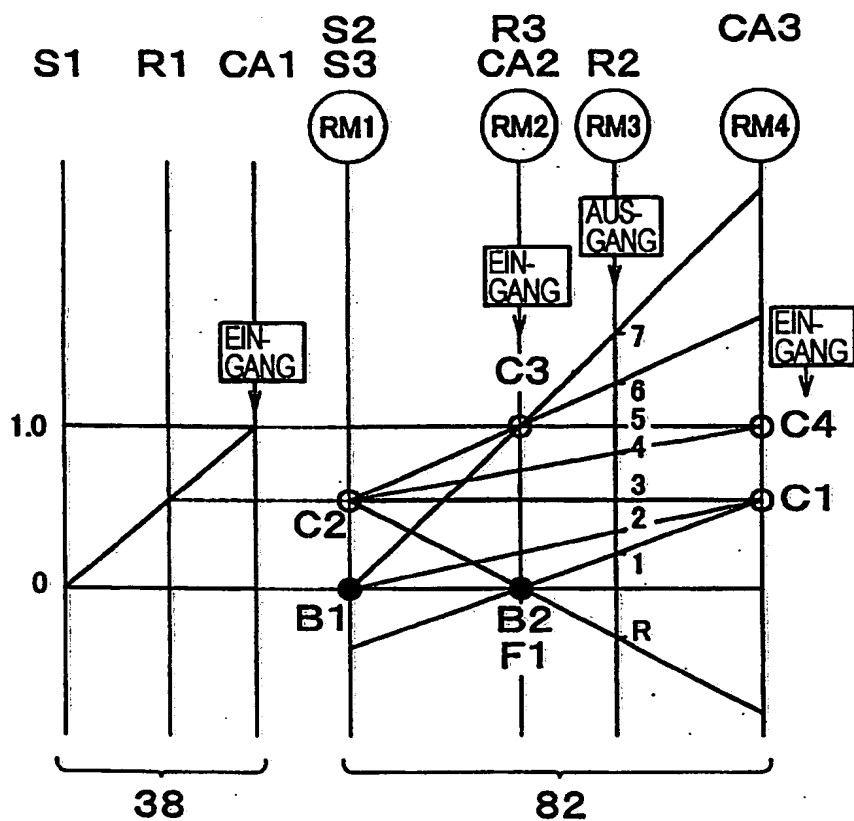 S2 R3 CA3
S1 R1 CA1 S3 CA2 R2
RM1 RM2 RM3 RM4
AUS-
GANG
EIN-
GANG
EIN-
GANG
EIN-
GANG
7
C3
6
1.0
5
C4
4
3
C2
C1
2
1
0
B1
B2
F1
R
38
82